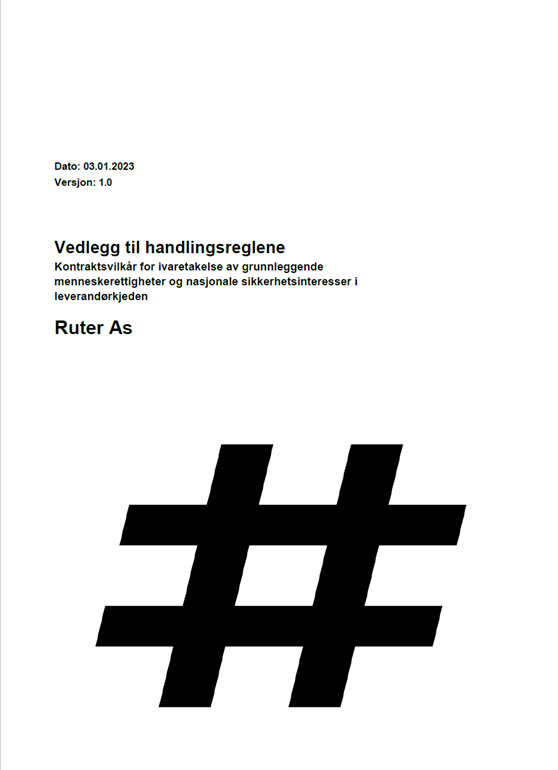 Dato: 03.01.2023
Versjon: 1.0
Vedlegg til handlingsreglene
Kontraktsvilkår for ivaretakelse av grunnleggende
menneskerettigheter og nasjonale sikkerhetsinteresser i
leverandørkjeden
Ruter As
#